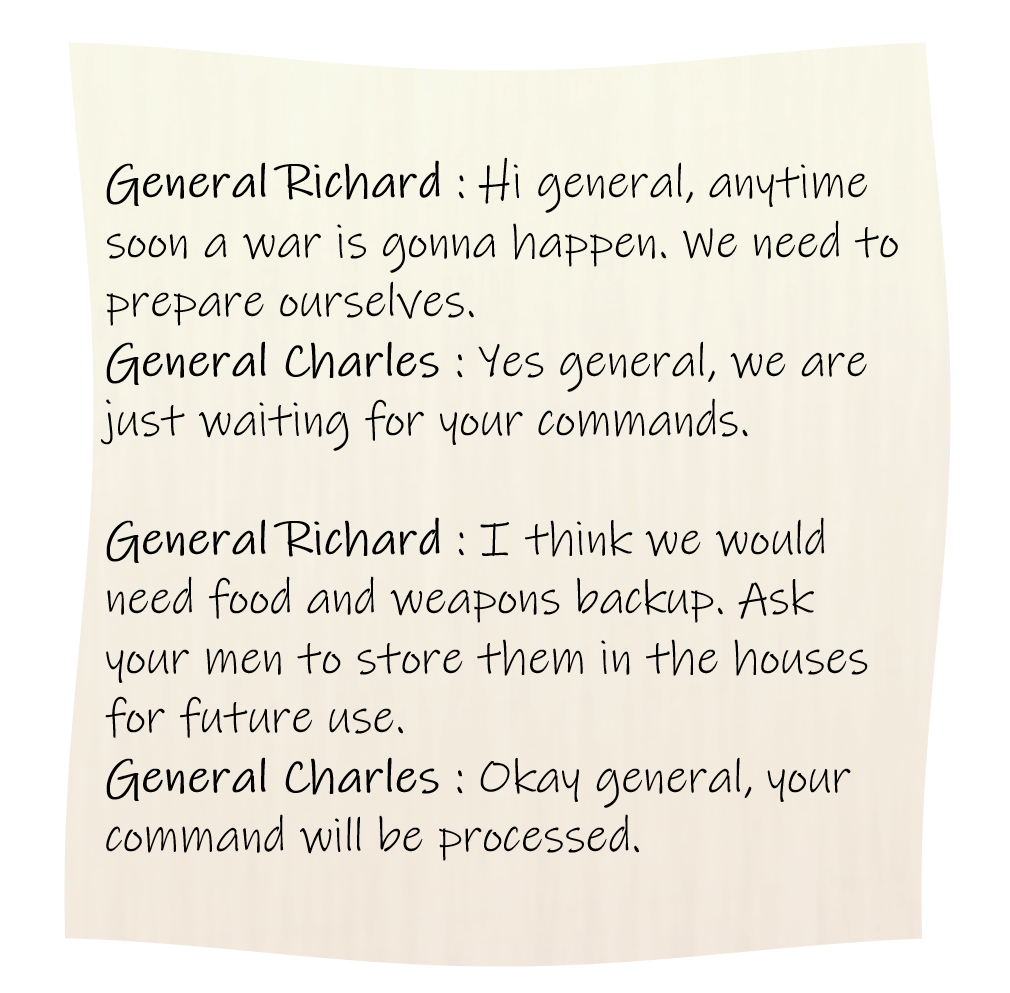 General Richard : Hi general, anytime
soon a war is gonna happen. We need to
prepare ourselves.
General Charles : Yes general, we are
just waiting for your commands.
General Richard : I think we would
need food and weapons backup. Ask
your men to store them in the houses
for future use.
General Charles : Okay general, your
command will be processed.